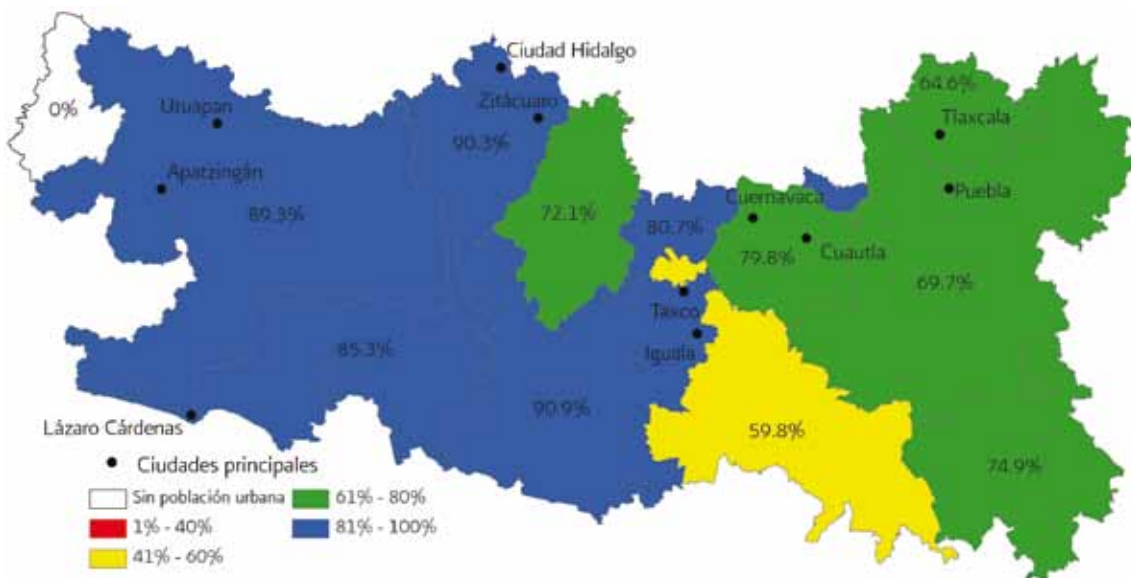 Ciudad Hidalgo
64.6%
0%
Uruapan
Zitácuaro
Tlaxcala
90.3%
Apatzingán
Puebla
89.3%
72.1%
80.7%
Cuernavaca
79.8%
Cuautla
69.7%
Taxco
Iguala
85.3%
90.9%
59.8%
74.9%
Lázaro Cárdenas
Ciudades principales
Sin población urbana
61% - 80%
1% - 40%
81% - 100%
41% - 60%